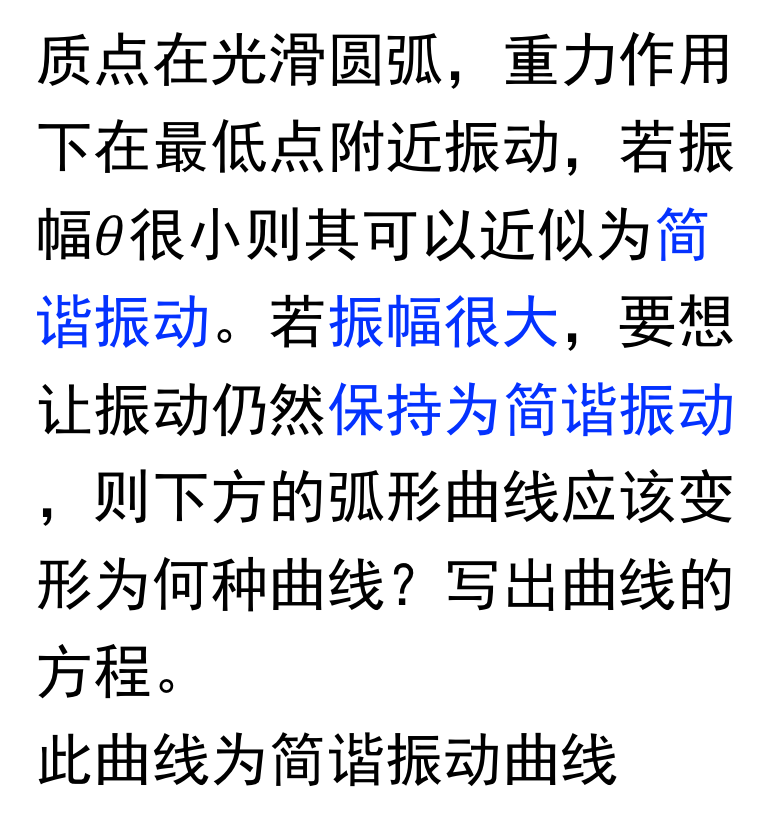 质点在光滑圆弧，重力作用
下在最低点附近振动，若振
幅θ很小则其可以近似为简
谐振动。若振幅很大，要想
让振动仍然保持为简谐振动
，则下方的弧形曲线应该变
形为何种曲线？写出曲线的
方程。
此曲线为简谐振动曲线